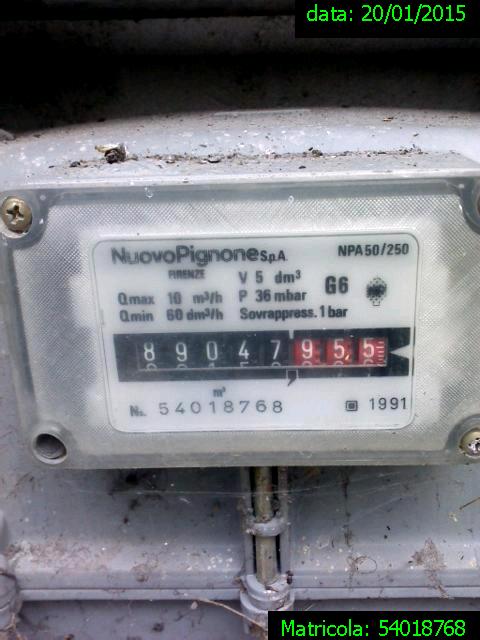 data: 20/01/2015
NuovoPignone S.p.A. NPA 50/250
FIRENZE V 5 dm³ G6
Qmax 10 m³/h P 36 mbar
Qmin 60 dm³/h Sovrappress. 1 bar
89047955
m³
No. 54018768 1991
Matricola: 54018768